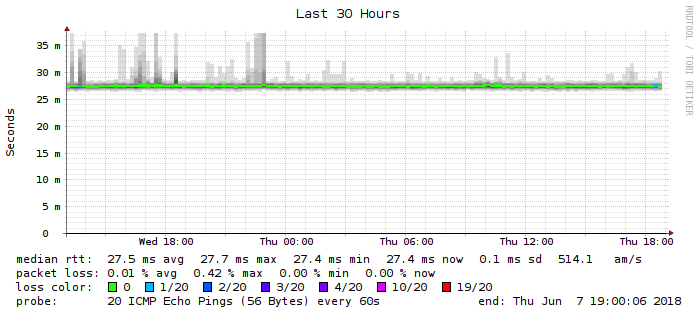 Last 30 Hours
RRDTOOL / TOBI OETIKER
Seconds
35 m
30 m
25 m
20 m
15 m
10 m
5 m
0
Wed 18:00 Thu 00:00 Thu 06:00 Thu 12:00 Thu 18:00
median rtt: 27.5 ms avg 27.7 ms max 27.4 ms min 27.4 ms now 0.1 ms sd 514.1 am/s
packet loss: 0.01 % avg 0.42 % max 0.00 % min 0.00 % now
loss color: 0 1/20 2/20 3/20 4/20 10/20 19/20
probe: 20 ICMP Echo Pings (56 Bytes) every 60s end: Thu Jun 7 19:00:06 2018